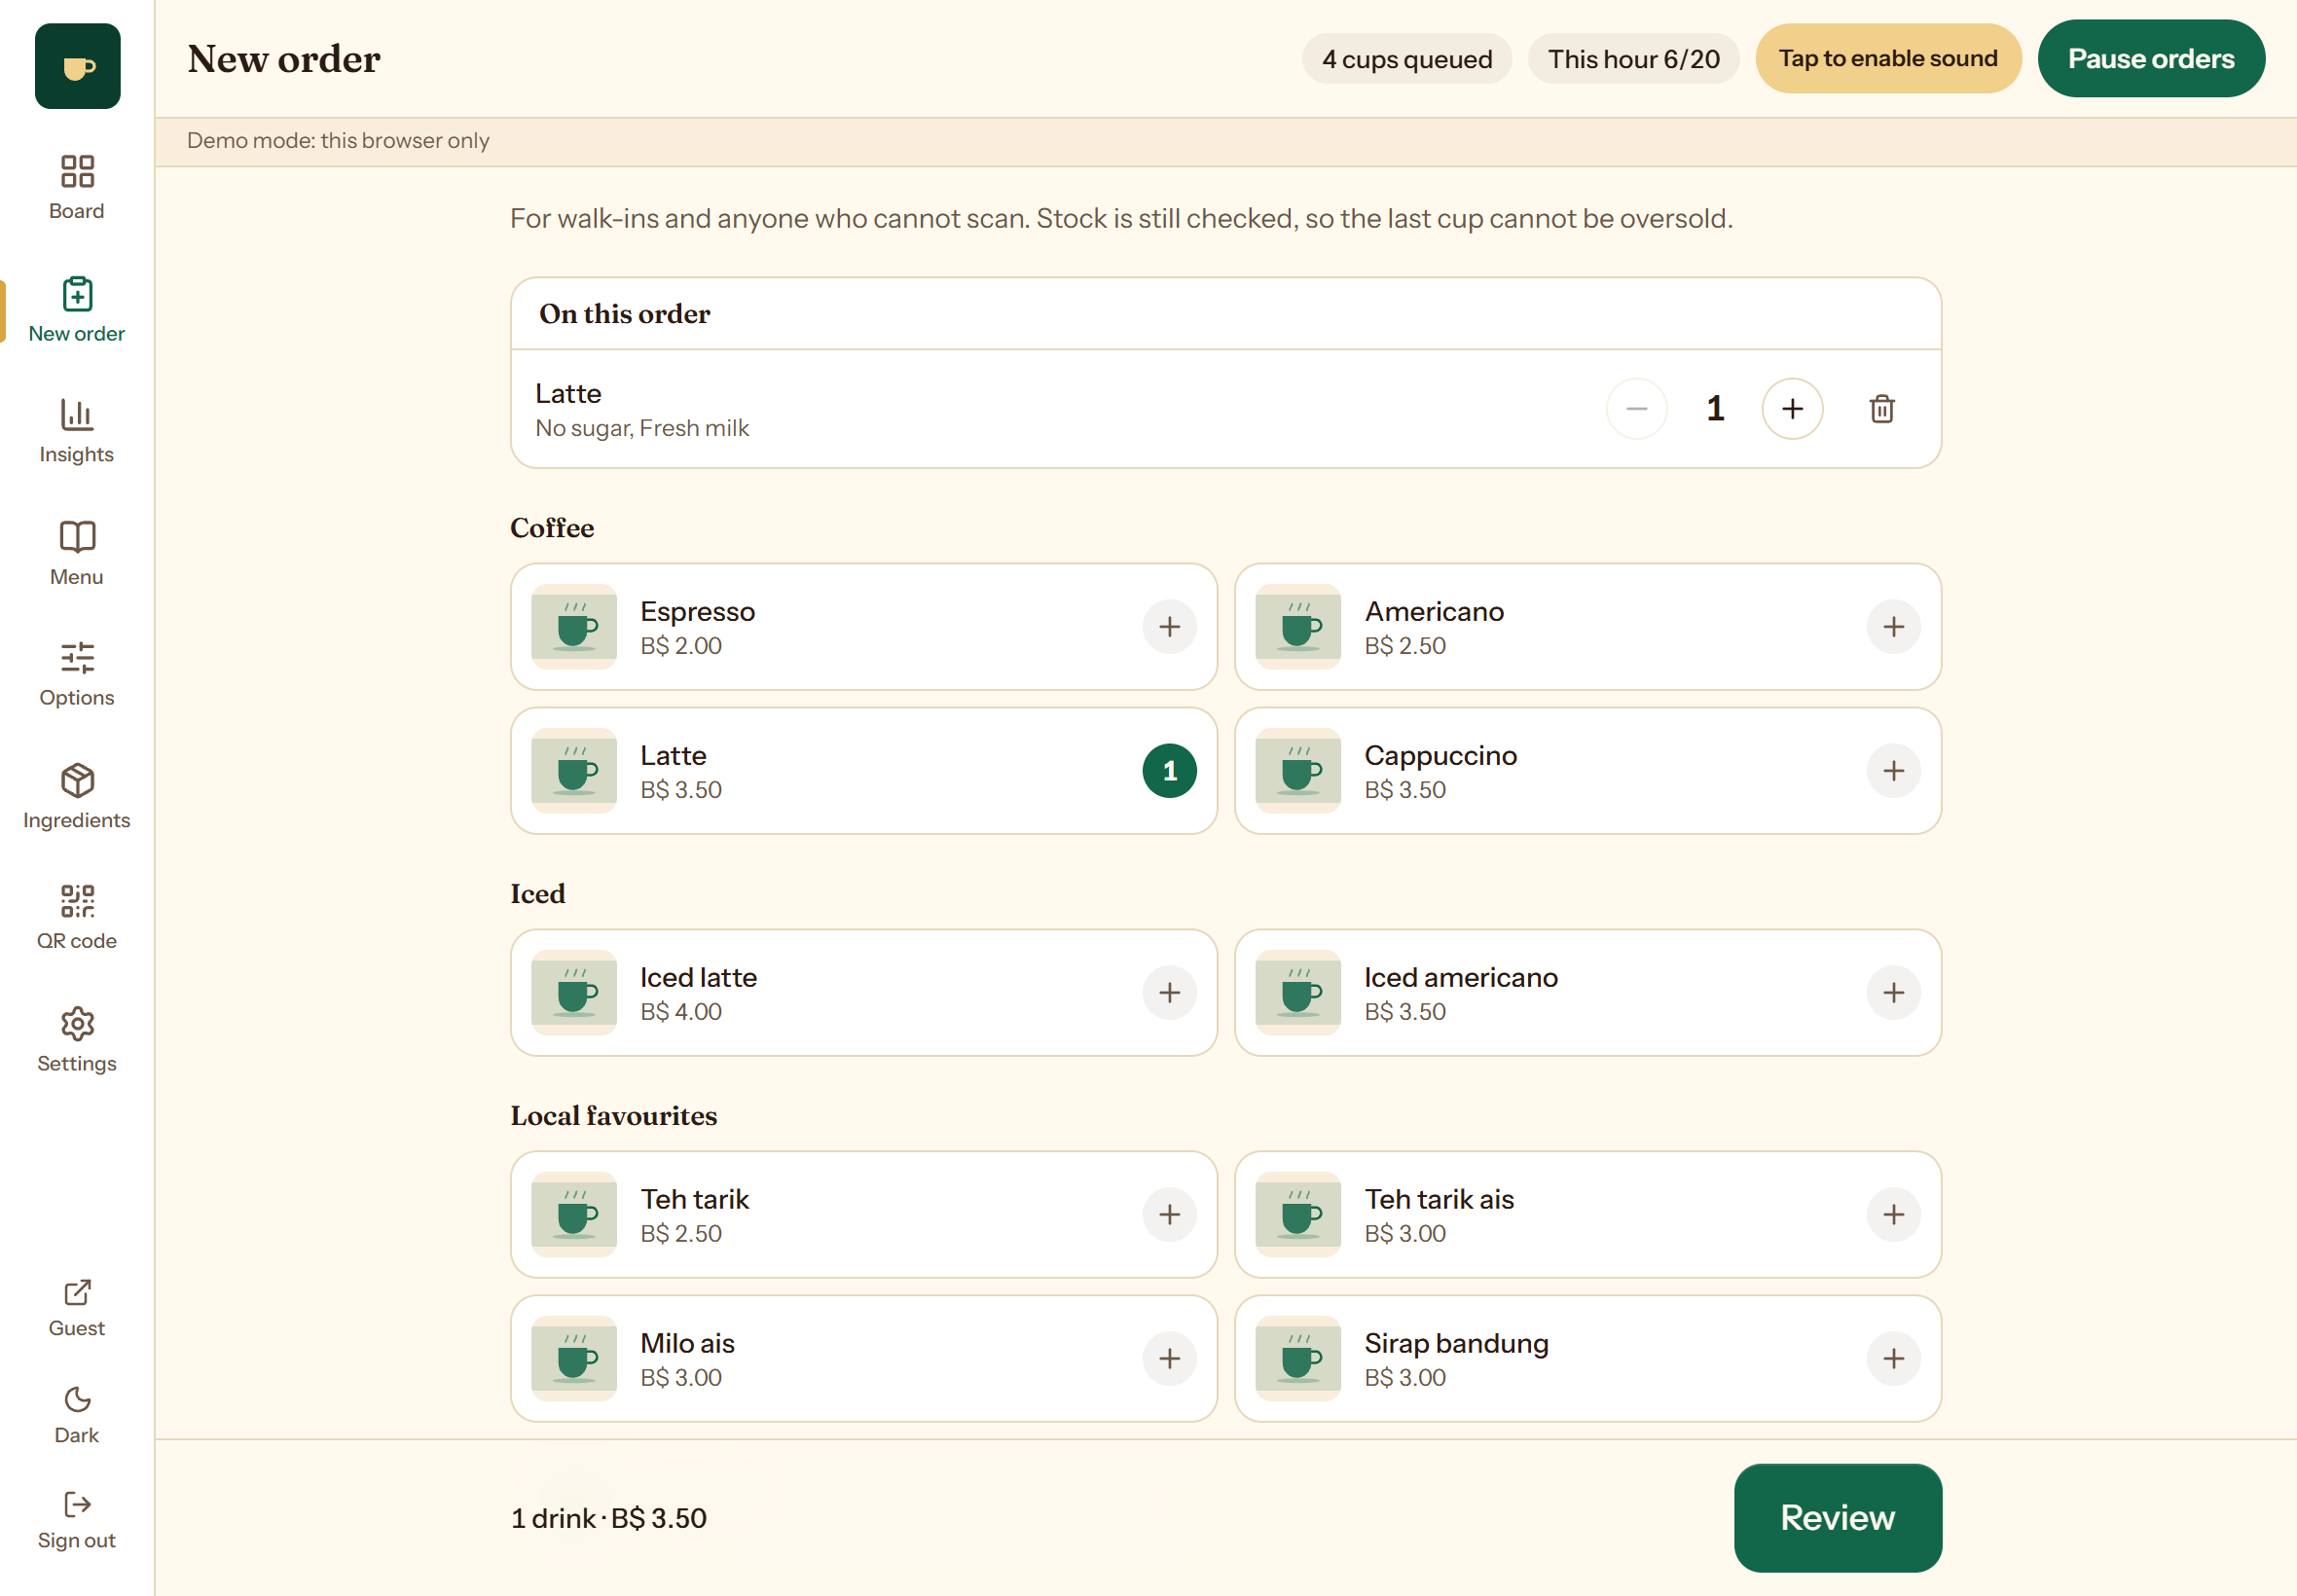 New order
4 cups queued
This hour 6/20
Tap to enable sound
Pause orders
Demo mode: this browser only
Board
New order
Insights
Menu
Options
Ingredients
QR code
Settings
Guest
Dark
Sign out
For walk-ins and anyone who cannot scan. Stock is still checked, so the last cup cannot be oversold.
On this order
Latte
No sugar, Fresh milk
1
Coffee
Espresso
B$ 2.00
Americano
B$ 2.50
Latte
B$ 3.50
1
Cappuccino
B$ 3.50
Iced
Iced latte
B$ 4.00
Iced americano
B$ 3.50
Local favourites
Teh tarik
B$ 2.50
Teh tarik ais
B$ 3.00
Milo ais
B$ 3.00
Sirap bandung
B$ 3.00
1 drink · B$ 3.50
Review